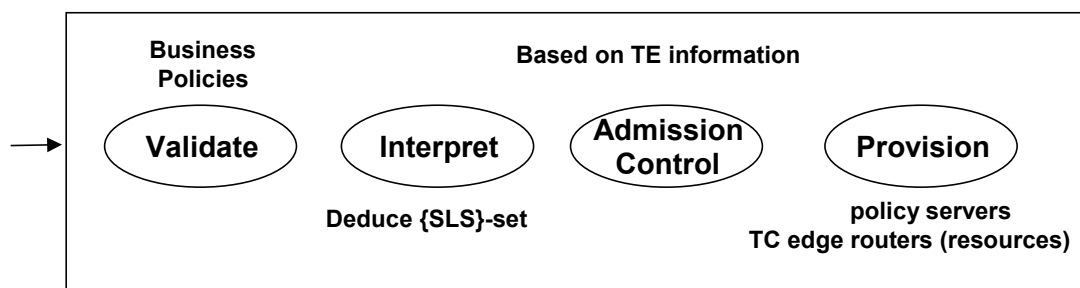 Business
Policies
Based on TE information
Validate
Interpret
Admission
Control
Provision
Deduce {SLS}-set
policy servers
TC edge routers (resources)